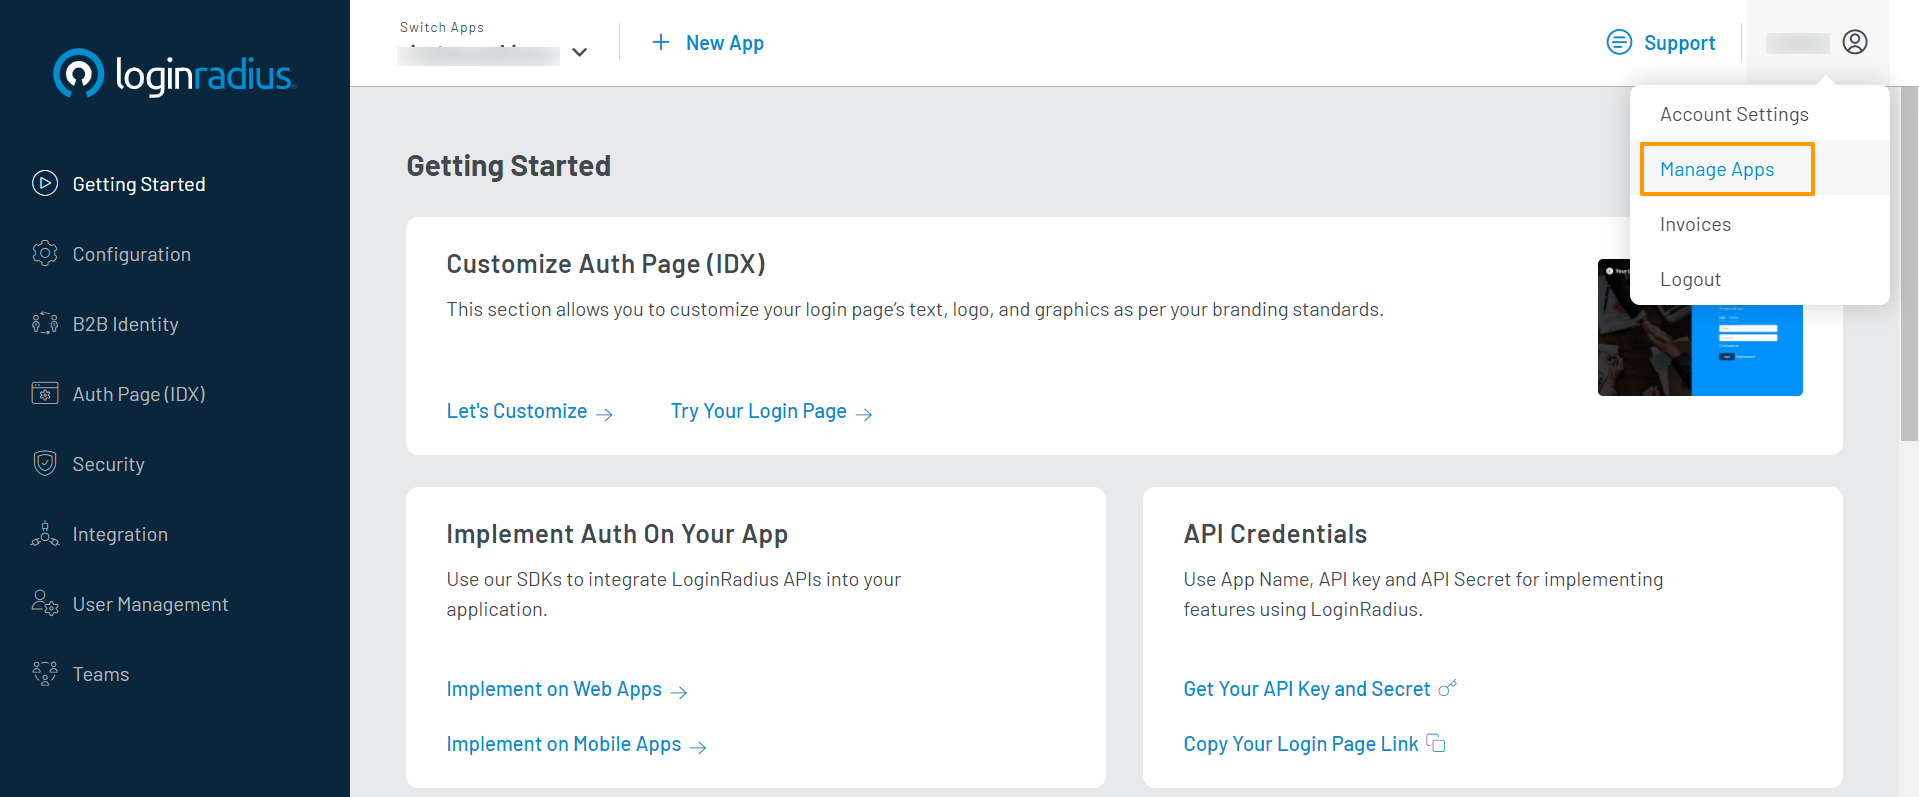 loginradius
Getting Started
Configuration
B2B Identity
Auth Page (IDX)
Security
Integration
User Management
Teams
Switch Apps
New App
Support
Account Settings
Manage Apps
Invoices
Logout
Getting Started
Customize Auth Page (IDX)
This section allows you to customize your login page’s text, logo, and graphics as per your branding standards.
Let's Customize
Try Your Login Page
Implement Auth On Your App
Use our SDKs to integrate LoginRadius APIs into your
application.
Implement on Web Apps
Implement on Mobile Apps
API Credentials
Use App Name, API key and API Secret for implementing
features using LoginRadius.
Get Your API Key and Secret
Copy Your Login Page Link